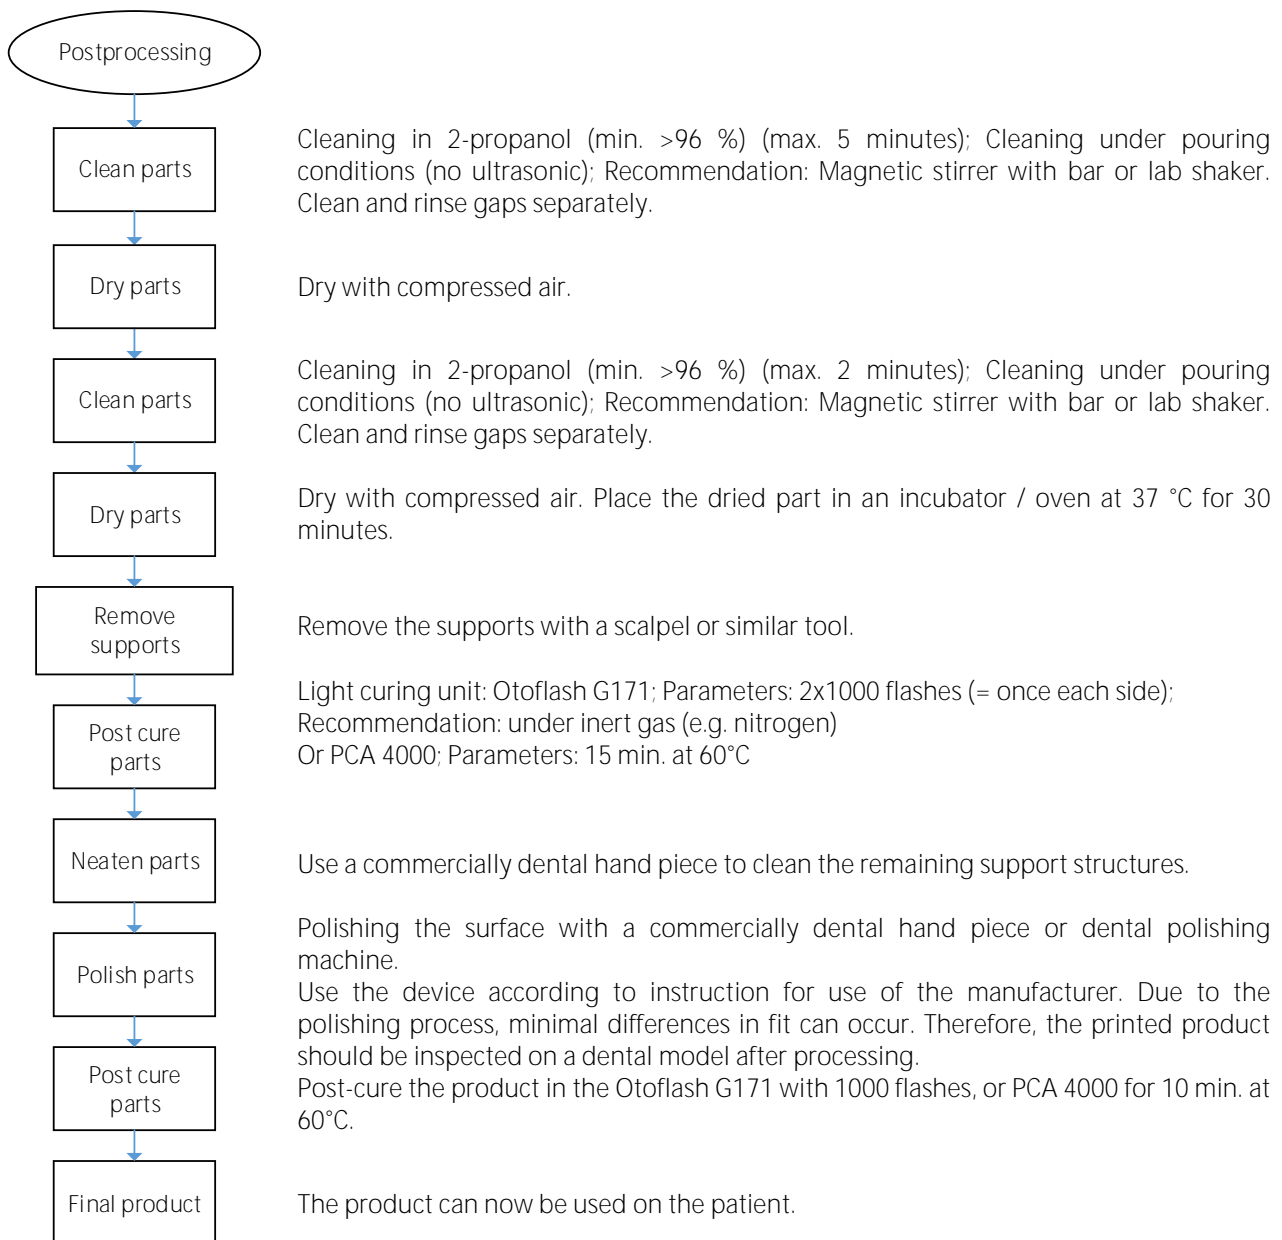 Postprocessing
Clean parts
Cleaning in 2-propanol (min. >96 %) (max. 5 minutes); Cleaning under pouring
conditions (no ultrasonic); Recommendation: Magnetic stirrer with bar or lab shaker.
Clean and rinse gaps separately.
Dry parts
Dry with compressed air.
Clean parts
Cleaning in 2-propanol (min. >96 %) (max. 2 minutes); Cleaning under pouring
conditions (no ultrasonic); Recommendation: Magnetic stirrer with bar or lab shaker.
Clean and rinse gaps separately.
Dry parts
Dry with compressed air. Place the dried part in an incubator / oven at 37 °C for 30
minutes.
Remove
supports
Remove the supports with a scalpel or similar tool.
Post cure
parts
Light curing unit: Otoflash G171; Parameters: 2x1000 flashes (= once each side);
Recommendation: under inert gas (e.g. nitrogen)
Or PCA 4000; Parameters: 15 min. at 60°C
Neaten parts
Use a commercially dental hand piece to clean the remaining support structures.
Polish parts
Polishing the surface with a commercially dental hand piece or dental polishing
machine.
Use the device according to instruction for use of the manufacturer. Due to the
polishing process, minimal differences in fit can occur. Therefore, the printed product
should be inspected on a dental model after processing.
Post cure
parts
Post-cure the product in the Otoflash G171 with 1000 flashes, or PCA 4000 for 10 min. at
60°C.
Final product
The product can now be used on the patient.